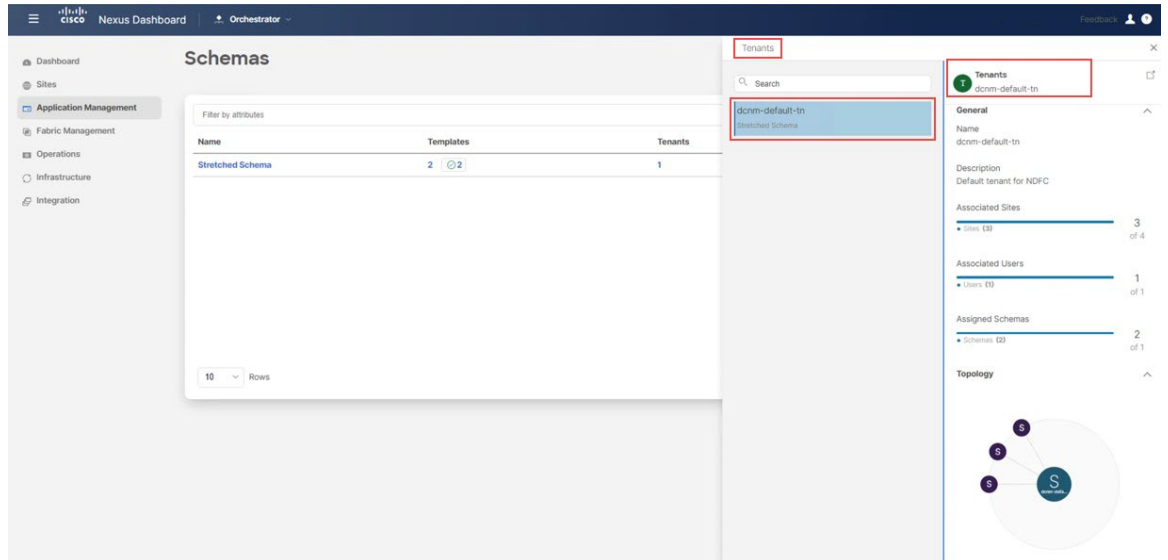 cisco Nexus Dashboard
Orchestrator
Feedback
Dashboard
Sites
Application Management
Fabric Management
Operations
Infrastructure
Integration
Schemas
Filter by attributes
Name Templates Tenants
Stretched Schema 2 2 1
10 Rows
Tenants
Search
dcnm-default-tn
Stretched Schema
T
Tenants
dcnm-default-tn
General
Name
dcnm-default-tn
Description
Default tenant for NDFC
Associated Sites
Sites (3)
3
of 4
Associated Users
Users (1)
1
of 1
Assigned Schemas
Schemas (2)
2
of 1
Topology
S
S
S
S
dcnm-defa...